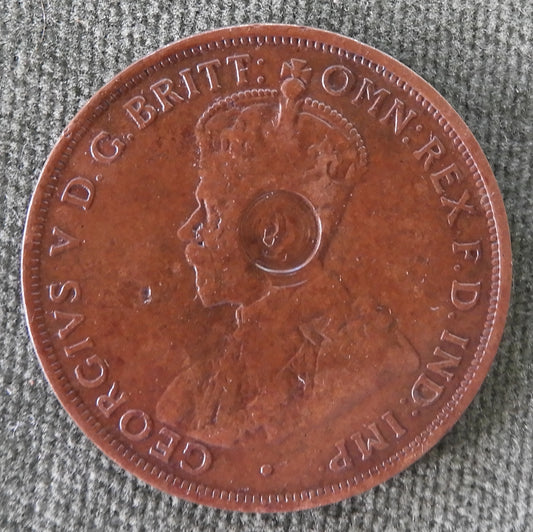 GEORGIVS V D.G. BRITT: OMN: REX. F.D. IND: IMP.